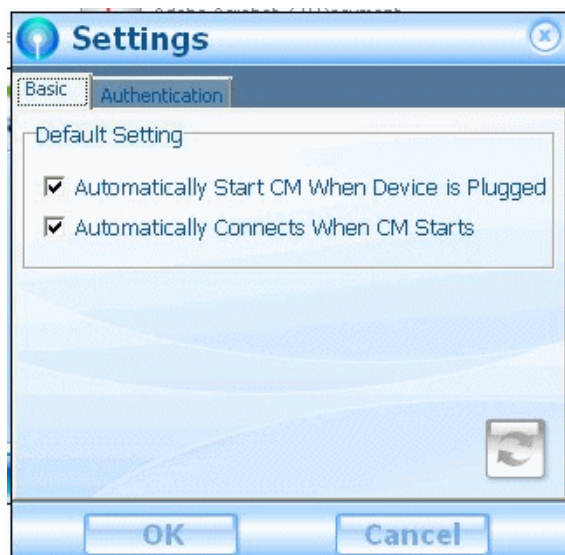 Settings
Basic
Authentication
Default Setting
Automatically Start CM When Device is Plugged
Automatically Connects When CM Starts
OK
Cancel